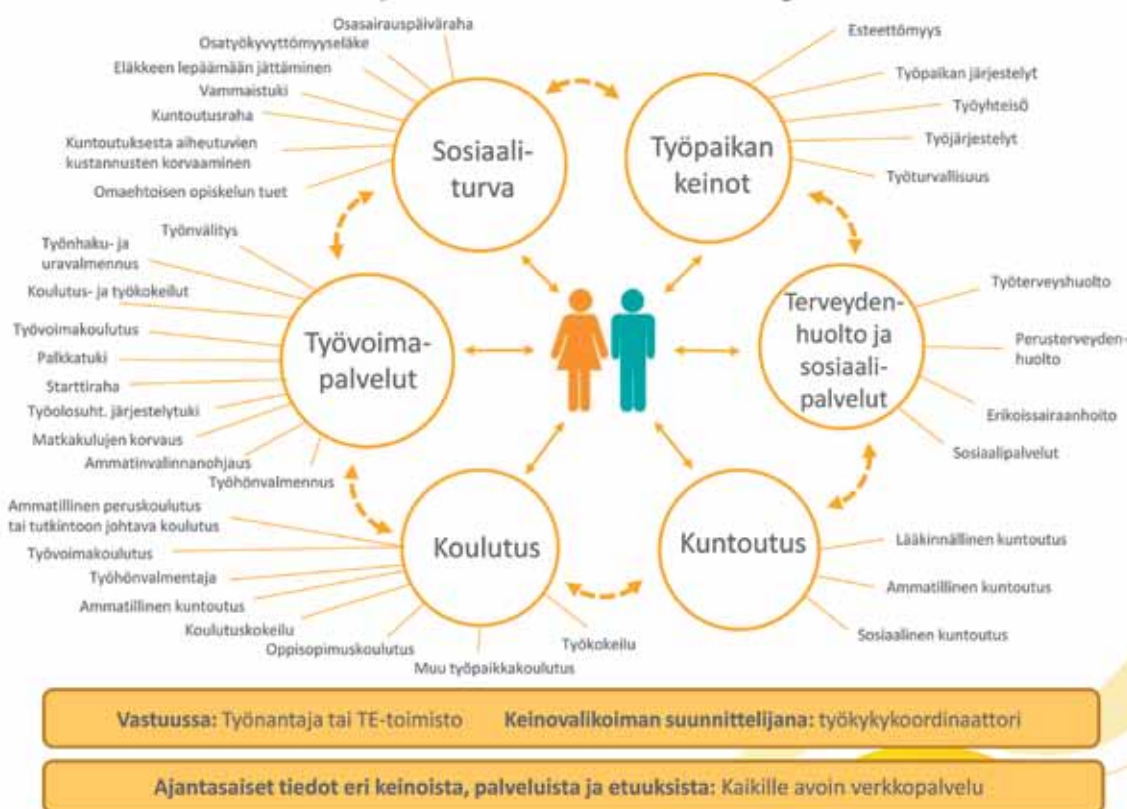 Osasairauspäiväraha
Osatyökyvyttömyyseläke
Eläkkeen lepäämään jättäminen
Vammaistuki
Kuntoutusraha
Kuntoutuksesta aiheutuvien
kustannusten korvaaminen
Omaehtoisen opiskelun tuet
Sosiaali-
turva
Esteettömyys
Työpaikan järjestelyt
Työyhteisö
Työjärjestelyt
Työturvallisuus
Työpaikan
keinot
Työnvälitys
Työnhaku- ja
uravalmennus
Koulutus- ja työkokeilut
Työvoimakoulutus
Palkkatuki
Starttiraha
Työolosuht. järjestelytuki
Matkakulujen korvaus
Ammatinvalinnanohjaus
Työhönvalmennus
Työvoima-
palvelut
Terveyden-
huolto ja
sosiaali-
palvelut
Työterveyshuolto
Perusterveyden-
huolto
Erikoissairaanhoito
Sosiaalipalvelut
Ammatillinen peruskoulutus
tai tutkintoon johtava koulutus
Työvoimakoulutus
Työhönvalmentaja
Ammatillinen kuntoutus
Koulutuskokeilu
Oppisopimuskoulutus
Muu työpaikkakoulutus
Työkokeilu
Koulutus
Kuntoutus
Lääkinnällinen kuntoutus
Ammatillinen kuntoutus
Sosiaalinen kuntoutus
Vastuussa: Työnantaja tai TE-toimisto Keinovalikoiman suunnittelijana: työkykykoordinaattori
Ajantasaiset tiedot eri keinoista, palveluista ja etuuksista: Kaikille avoin verkkopalvelu